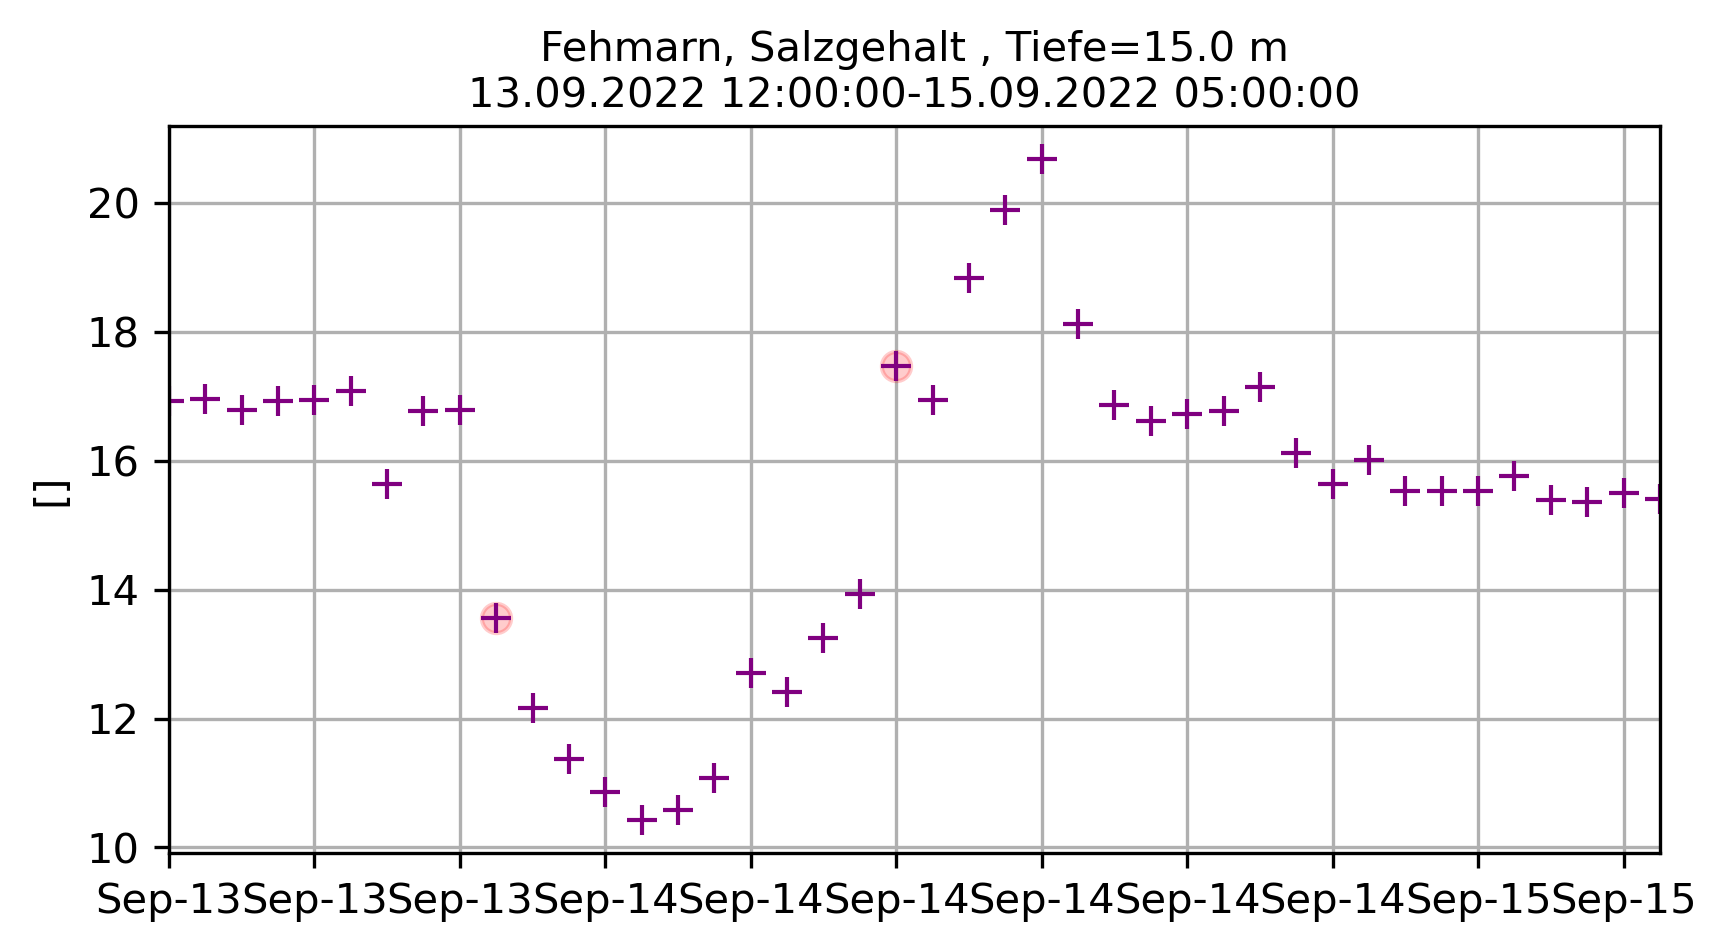 Fehmarn, Salzgehalt , Tiefe=15.0 m
13.09.2022 12:00:00-15.09.2022 05:00:00
20
18
16
14
12
10
[]
Sep-13Sep-13Sep-13Sep-14Sep-14Sep-14Sep-14Sep-14Sep-14Sep-15Sep-15